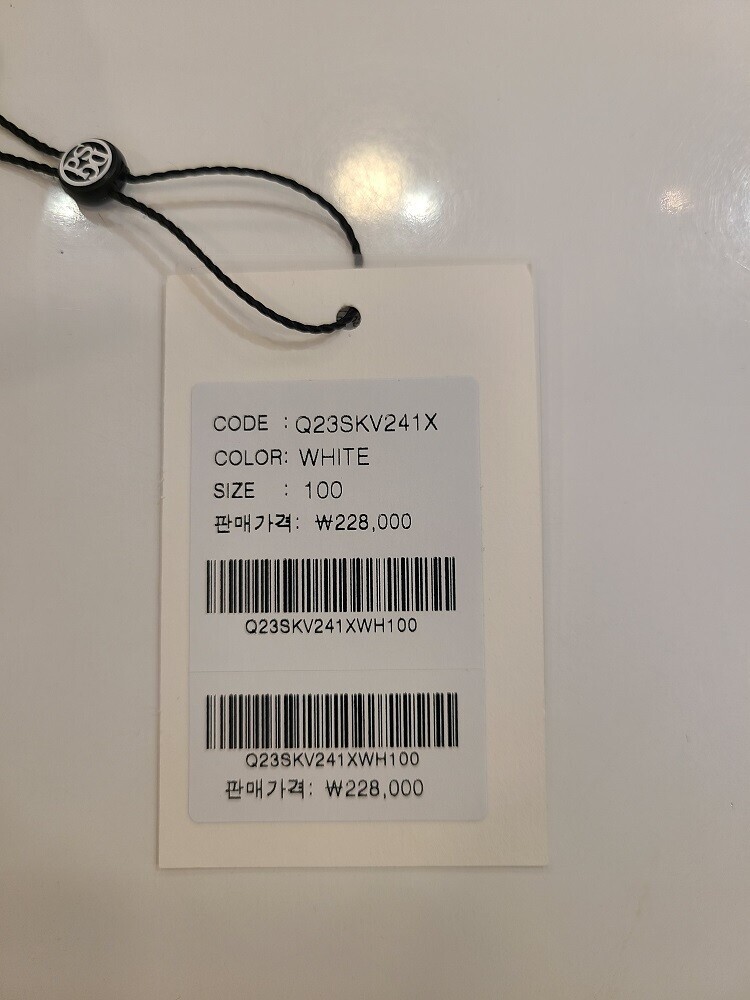 CODE : Q23SKV241X
COLOR: WHITE
SIZE : 100
판매가격: ₩228,000
Q23SKV241XWH100
Q23SKV241XWH100
판매가격: ₩228,000